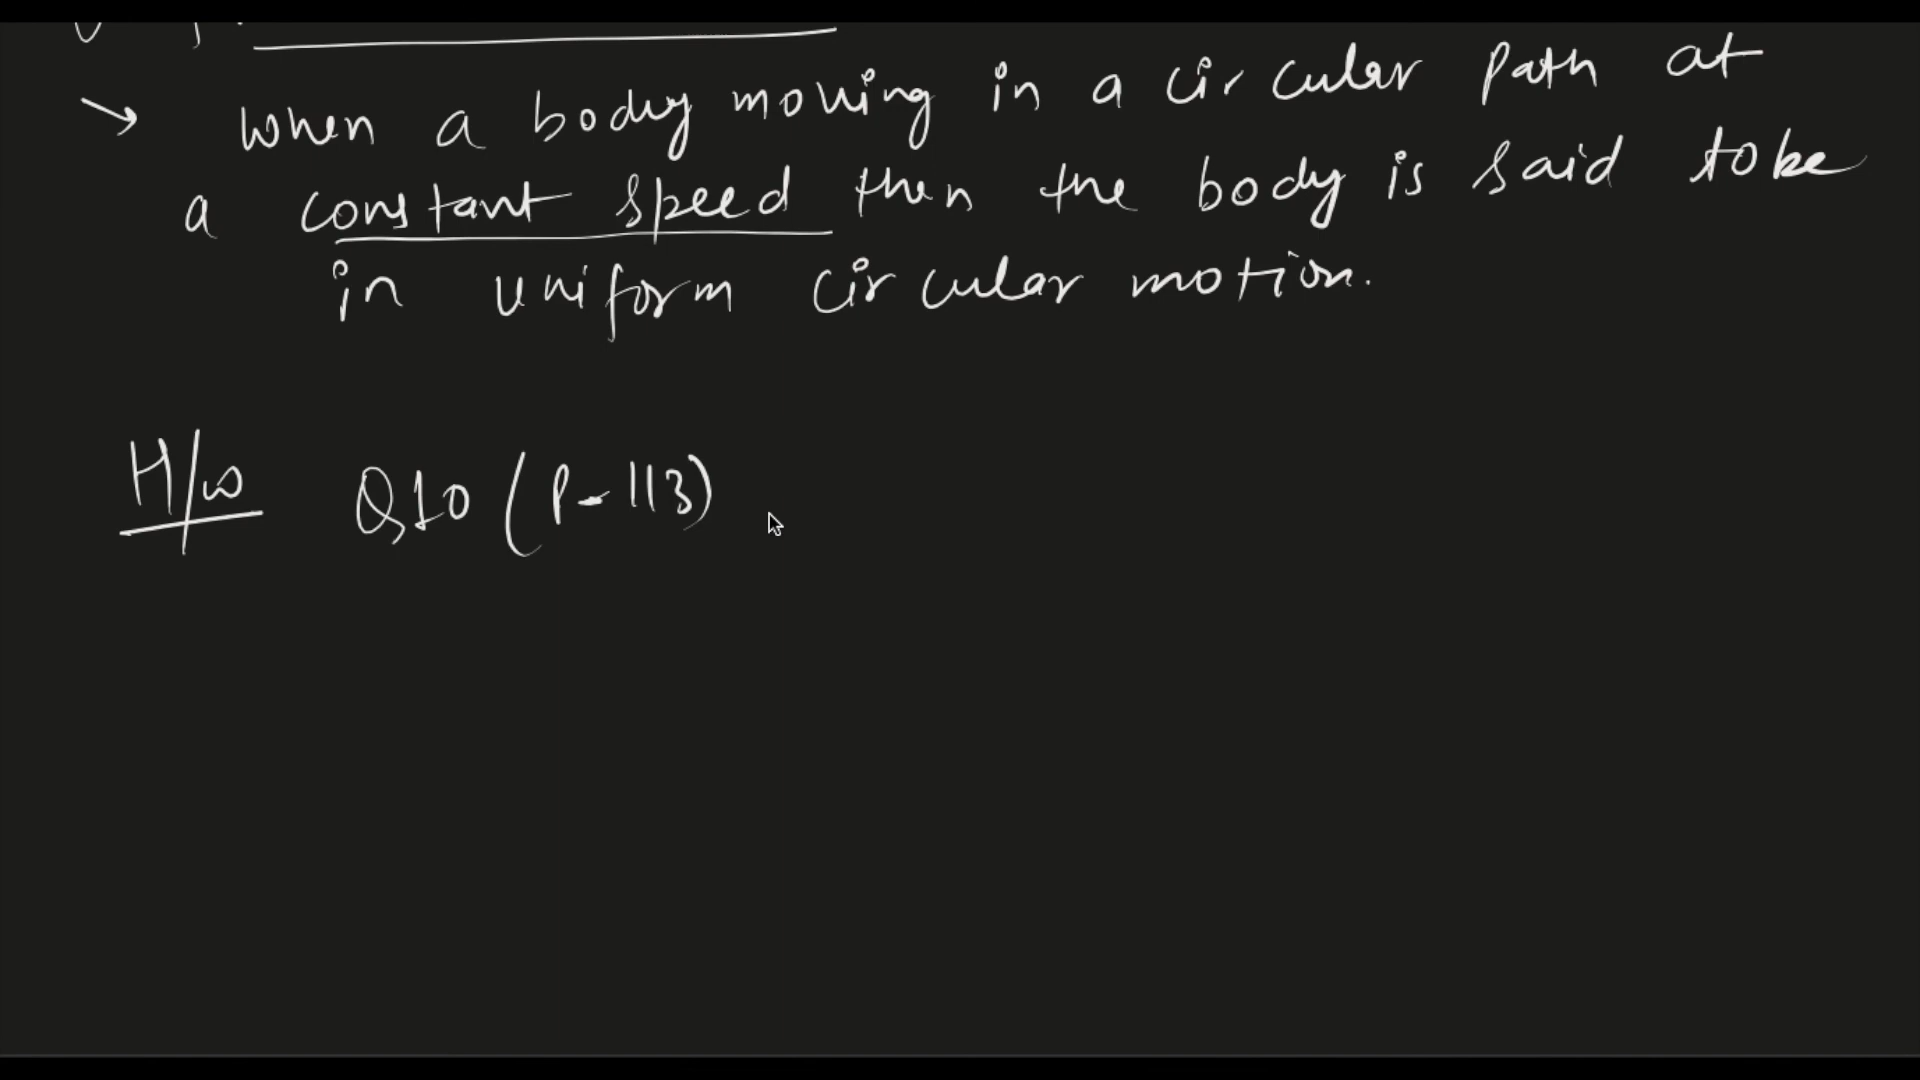 → when a body moving in a circular path at
a constant speed then the body is said to be
in uniform circular motion.
H/w Q10 (P-113)